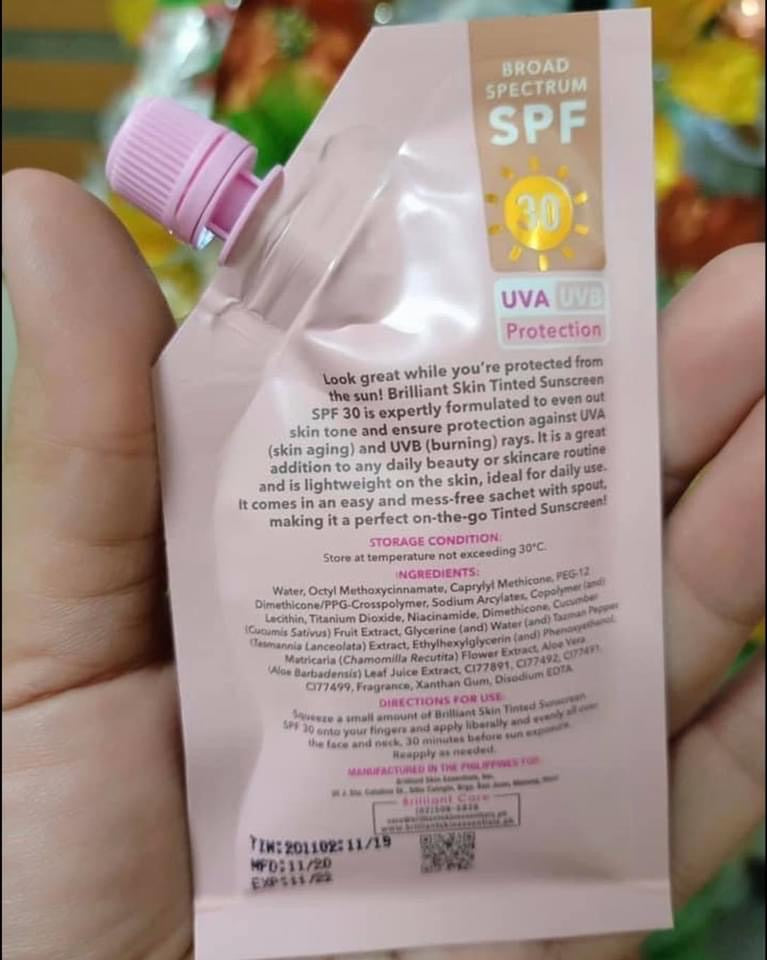 BROAD
SPECTRUM
SPF
30
UVA UVB
Protection
Look great while you're protected from
the sun! Brilliant Skin Tinted Sunscreen
SPF 30 is expertly formulated to even out
skin tone and ensure protection against UVA
(skin aging) and UVB (burning) rays. It is a great
addition to any daily beauty or skincare routine
and is lightweight on the skin, ideal for daily use.
It comes in an easy and mess-free sachet with spout,
making it a perfect on-the-go Tinted Sunscreen!
STORAGE CONDITION:
Store at temperature not exceeding 30°C.
INGREDIENTS:
Water, Octyl Methoxycinnamate, Caprylyl Methicone, PEG-12
Dimethicone/PPG-Crosspolymer, Sodium Arcylates, Copolymer (and)
Lecithin, Titanium Dioxide, Niacinamide, Dimethicone, Cucumber
(Cucumis Sativus) Fruit Extract, Glycerine (and) Water (and) Tazman Pepper
(Tasmannia Lanceolata) Extract, Ethylhexylglycerin (and) Phenoxyethanol,
Matricaria (Chamomilla Recutita) Flower Extract, Aloe Vera
(Aloe Barbadensis) Leaf Juice Extract, CI77891, CI77492, CI77491,
CI77499, Fragrance, Xanthan Gum, Disodium EDTA
DIRECTIONS FOR USE:
Squeeze a small amount of Brilliant Skin Tinted Sunscreen
SPF 30 onto your fingers and apply liberally and evenly all over
the face and neck, 30 minutes before sun exposure.
Reapply as needed.
MANUFACTURED IN THE PHILIPPINES FOR:
Brilliant Skin Essentials, Inc.
Brilliant Care
www.brilliantskinessentials.ph
MFD:11/20
EXP:11/22